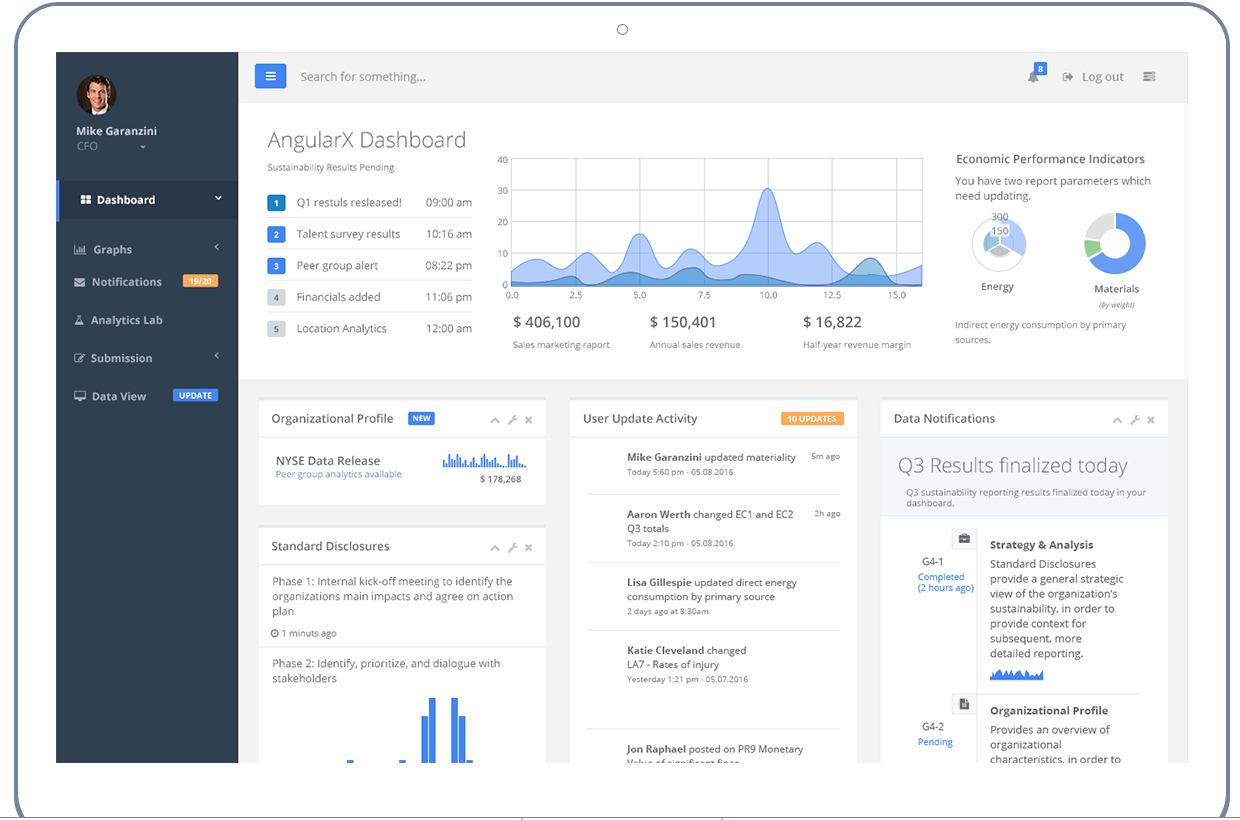 Mike Garanzini
CFO
Dashboard
Graphs
Notifications 19/20
Analytics Lab
Submission
Data View UPDATE
Search for something...
8
Log out
AngularX Dashboard
Sustainability Results Pending
1 Q1 restuls resleased! 09:00 am
2 Talent survey results 10:16 am
3 Peer group alert 08:22 pm
4 Financials added 11:06 pm
5 Location Analytics 12:00 am
40
30
20
10
0
0.0 2.5 5.0 7.5 10.0 12.5 15.0
$ 406,100
Sales marketing raport
$ 150,401
Annual sales revenue
$ 16,822
Half-year revenue margin
Economic Performance Indicators
You have two report parameters which
need updating.
300
150
Energy
Materials
(by weight)
Indirect energy consumption by primary
sources.
Organizational Profile NEW
NYSE Data Release
Peer group analytics available
$ 178,268
Standard Disclosures
Phase 1: Internal kick-off meeting to identify the
organizations main impacts and agree on action
plan
1 minuts ago
Phase 2: Identify, prioritize, and dialogue with
stakeholders
User Update Activity 10 UPDATES
Mike Garanzini updated materiality 5m ago
Today 5:60 pm - 05.08.2016
Aaron Werth changed EC1 and EC2 2h ago
Q3 totals
Today 2:10 pm - 05.08.2016
Lisa Gillespie updated direct energy
consumption by primary source
2 days ago at 8:30am
Katie Cleveland changed
LA7 - Rates of injury
Yesterday 1:21 pm - 05.07.2016
Jon Raphael posted on PR9 Monetary
Value of significant fines
Data Notifications
Q3 Results finalized today
Q3 sustainability reporting results finalized today in your
dashboard.
G4-1
Completed
(2 hours ago)
Strategy & Analysis
Standard Disclosures
provide a general strategic
view of the organization's
sustainability, in order to
provide context for
subsequent, more
detailed reporting.
G4-2
Pending
Organizational Profile
Provides an overview of
organizational
characteristics, in order to